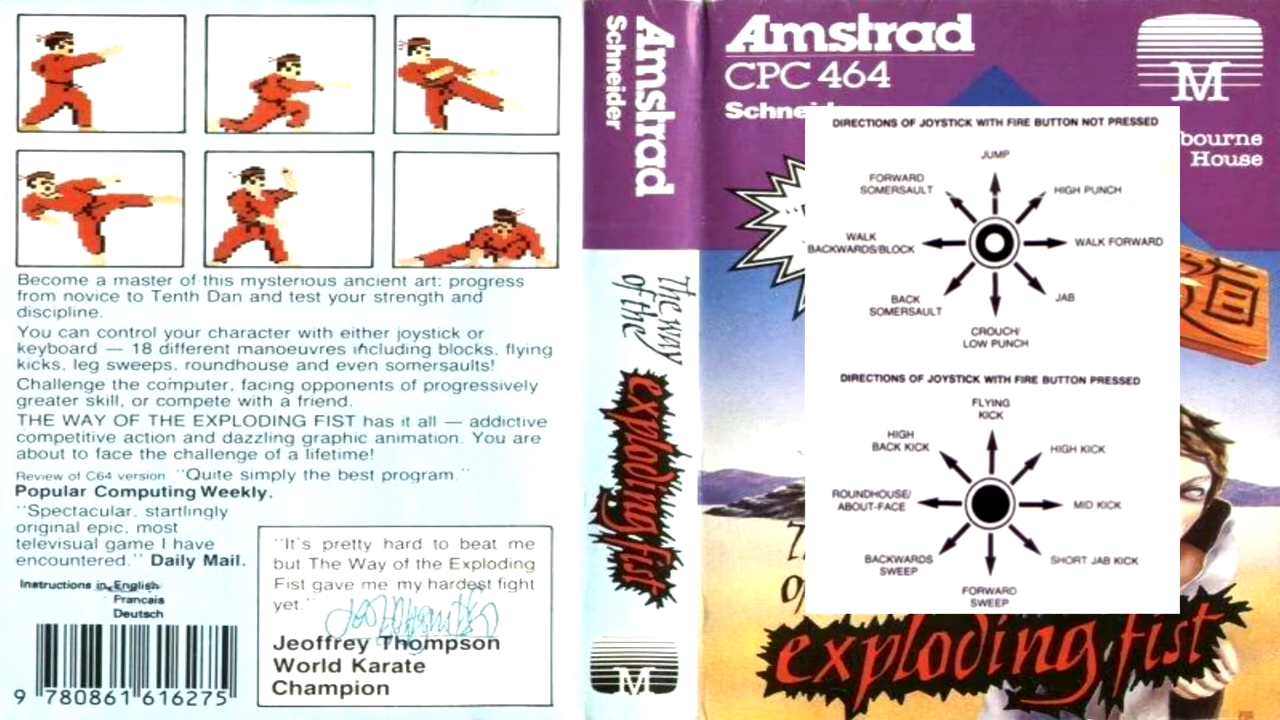 Become a master of this mysterious ancient art: progress
from novice to Tenth Dan and test your strength and
discipline.
You can control your character with either joystick or
keyboard — 18 different manoeuvres including blocks, flying
kicks, leg sweeps, roundhouse and even somersaults!
Challenge the computer, facing opponents of progressively
greater skill, or compete with a friend.
THE WAY OF THE EXPLODING FIST has it all — addictive
competitive action and dazzling graphic animation. You are
about to face the challenge of a lifetime!
Review of C64 version "Quite simply the best program."
Popular Computing Weekly.
"Spectacular, startlingly
original epic, most
televisual game I have
encountered." Daily Mail.
Instructions in English
Francais
Deutsch
9 780861 616275
"It's pretty hard to beat me
but The Way of the Exploding
Fist gave me my hardest fight
yet."
Jeoffrey Thompson
World Karate
Champion
Amstrad
Schneider
the way
of the
exploding fist
M
Amstrad
CPC 464
Schne
M
bourne
House
道
DIRECTIONS OF JOYSTICK WITH FIRE BUTTON NOT PRESSED
JUMP
FORWARD
SOMERSAULT
HIGH PUNCH
WALK
BACKWARDS/BLOCK
WALK FORWARD
BACK
SOMERSAULT
JAB
CROUCH/
LOW PUNCH
DIRECTIONS OF JOYSTICK WITH FIRE BUTTON PRESSED
FLYING
KICK
HIGH
BACK KICK
HIGH KICK
ROUNDHOUSE/
ABOUT-FACE
MID KICK
BACKWARDS
SWEEP
SHORT JAB KICK
FORWARD
SWEEP
exploding fist